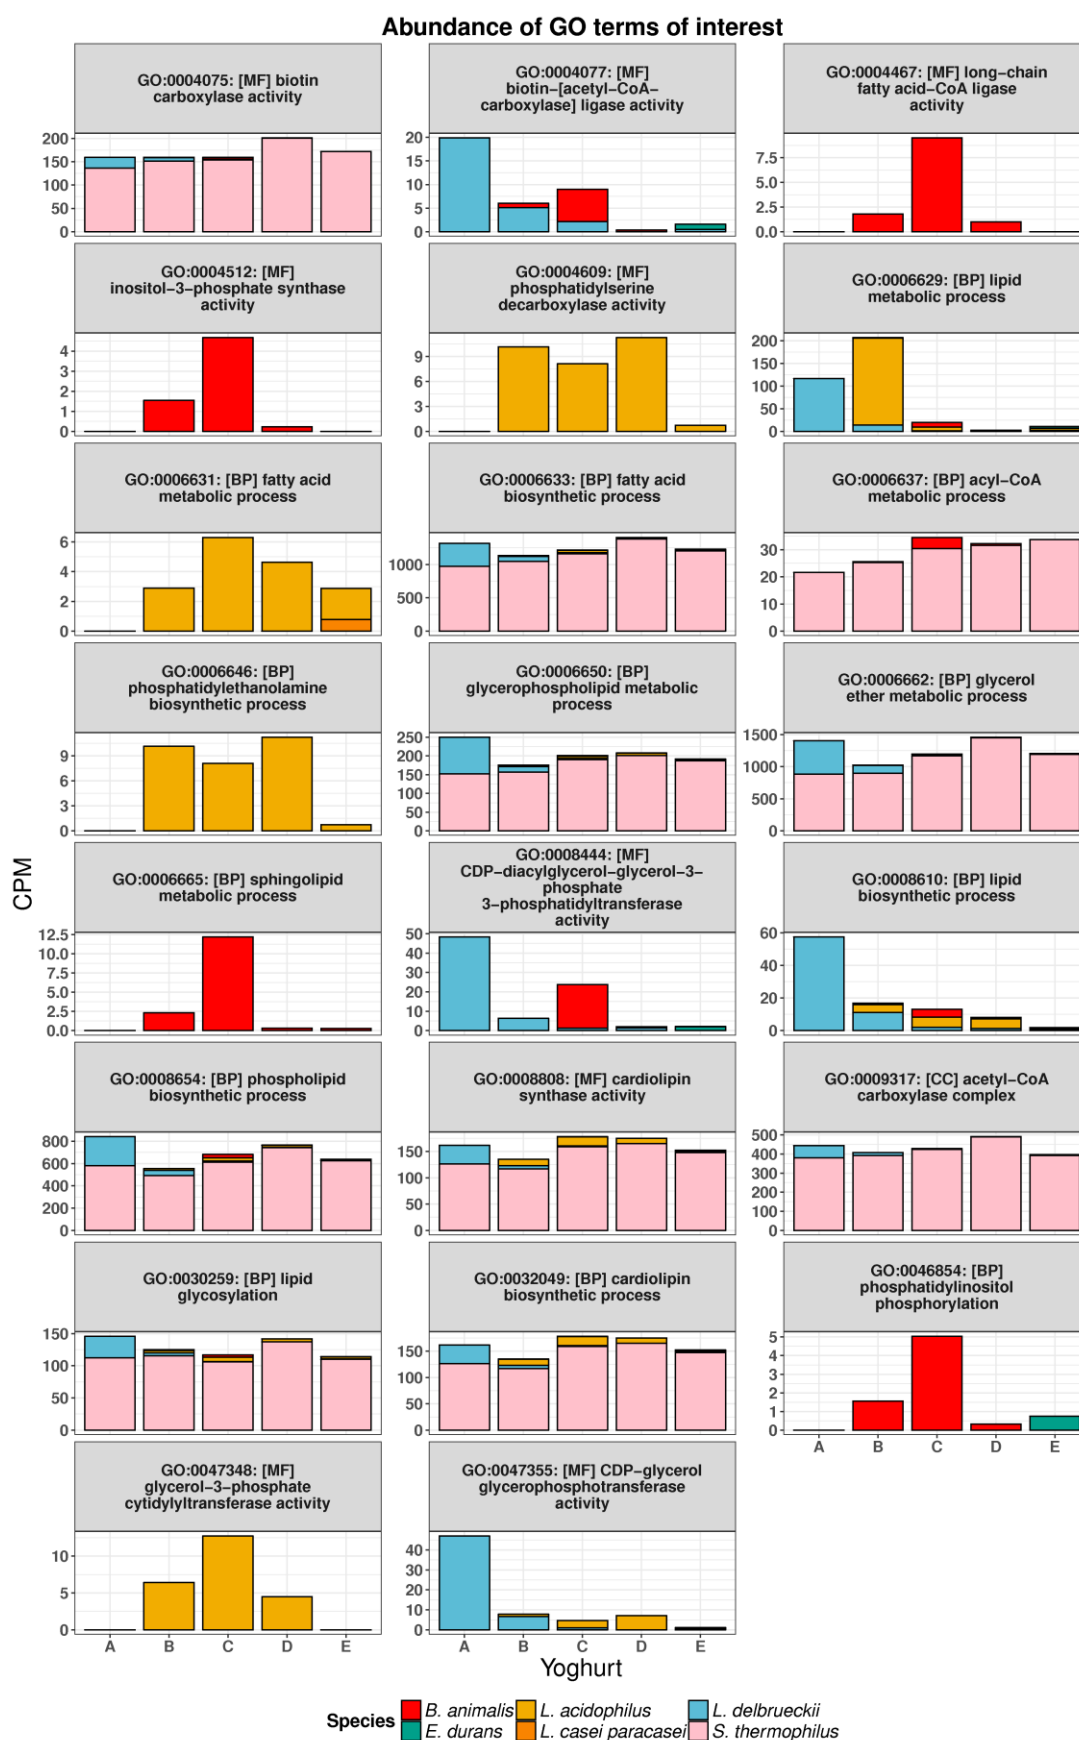 Abundance of GO terms of interest
GO:0004075: [MF] biotin
carboxylase activity
GO:0004077: [MF]
biotin−[acetyl−CoA−
carboxylase] ligase activity
GO:0004467: [MF] long−chain
fatty acid−CoA ligase
activity
200
150
100
50
0
20
15
10
5
0
7.5
5.0
2.5
0.0
GO:0004512: [MF]
inositol−3−phosphate synthase
activity
GO:0004609: [MF]
phosphatidylserine
decarboxylase activity
GO:0006629: [BP] lipid
metabolic process
4
3
2
1
0
9
6
3
0
200
150
100
50
0
GO:0006631: [BP] fatty acid
metabolic process
GO:0006633: [BP] fatty acid
biosynthetic process
GO:0006637: [BP] acyl−CoA
metabolic process
6
4
2
0
1000
500
0
30
20
10
0
GO:0006646: [BP]
phosphatidylethanolamine
biosynthetic process
GO:0006650: [BP]
glycerophospholipid metabolic
process
GO:0006662: [BP] glycerol
ether metabolic process
9
6
3
0
250
200
150
100
50
0
1500
1000
500
0
CPM
GO:0006665: [BP] sphingolipid
metabolic process
GO:0008444: [MF]
CDP−diacylglycerol−glycerol−3−
phosphate
3−phosphatidyltransferase
activity
GO:0008610: [BP] lipid
biosynthetic process
12.5
10.0
7.5
5.0
2.5
0.0
50
40
30
20
10
0
60
40
20
0
GO:0008654: [BP] phospholipid
biosynthetic process
GO:0008808: [MF] cardiolipin
synthase activity
GO:0009317: [CC] acetyl−CoA
carboxylase complex
800
600
400
200
0
150
100
50
0
500
400
300
200
100
0
GO:0030259: [BP] lipid
glycosylation
GO:0032049: [BP] cardiolipin
biosynthetic process
GO:0046854: [BP]
phosphatidylinositol
phosphorylation
150
100
50
0
150
100
50
0
5
4
3
2
1
0
A B C D E
GO:0047348: [MF]
glycerol−3−phosphate
cytidylyltransferase activity
GO:0047355: [MF] CDP−glycerol
glycerophosphotransferase
activity
10
5
0
40
30
20
10
0
A B C D E
A B C D E
Yoghurt
Species
B. animalis L. acidophilus L. delbrueckii
E. durans L. casei paracasei S. thermophilus